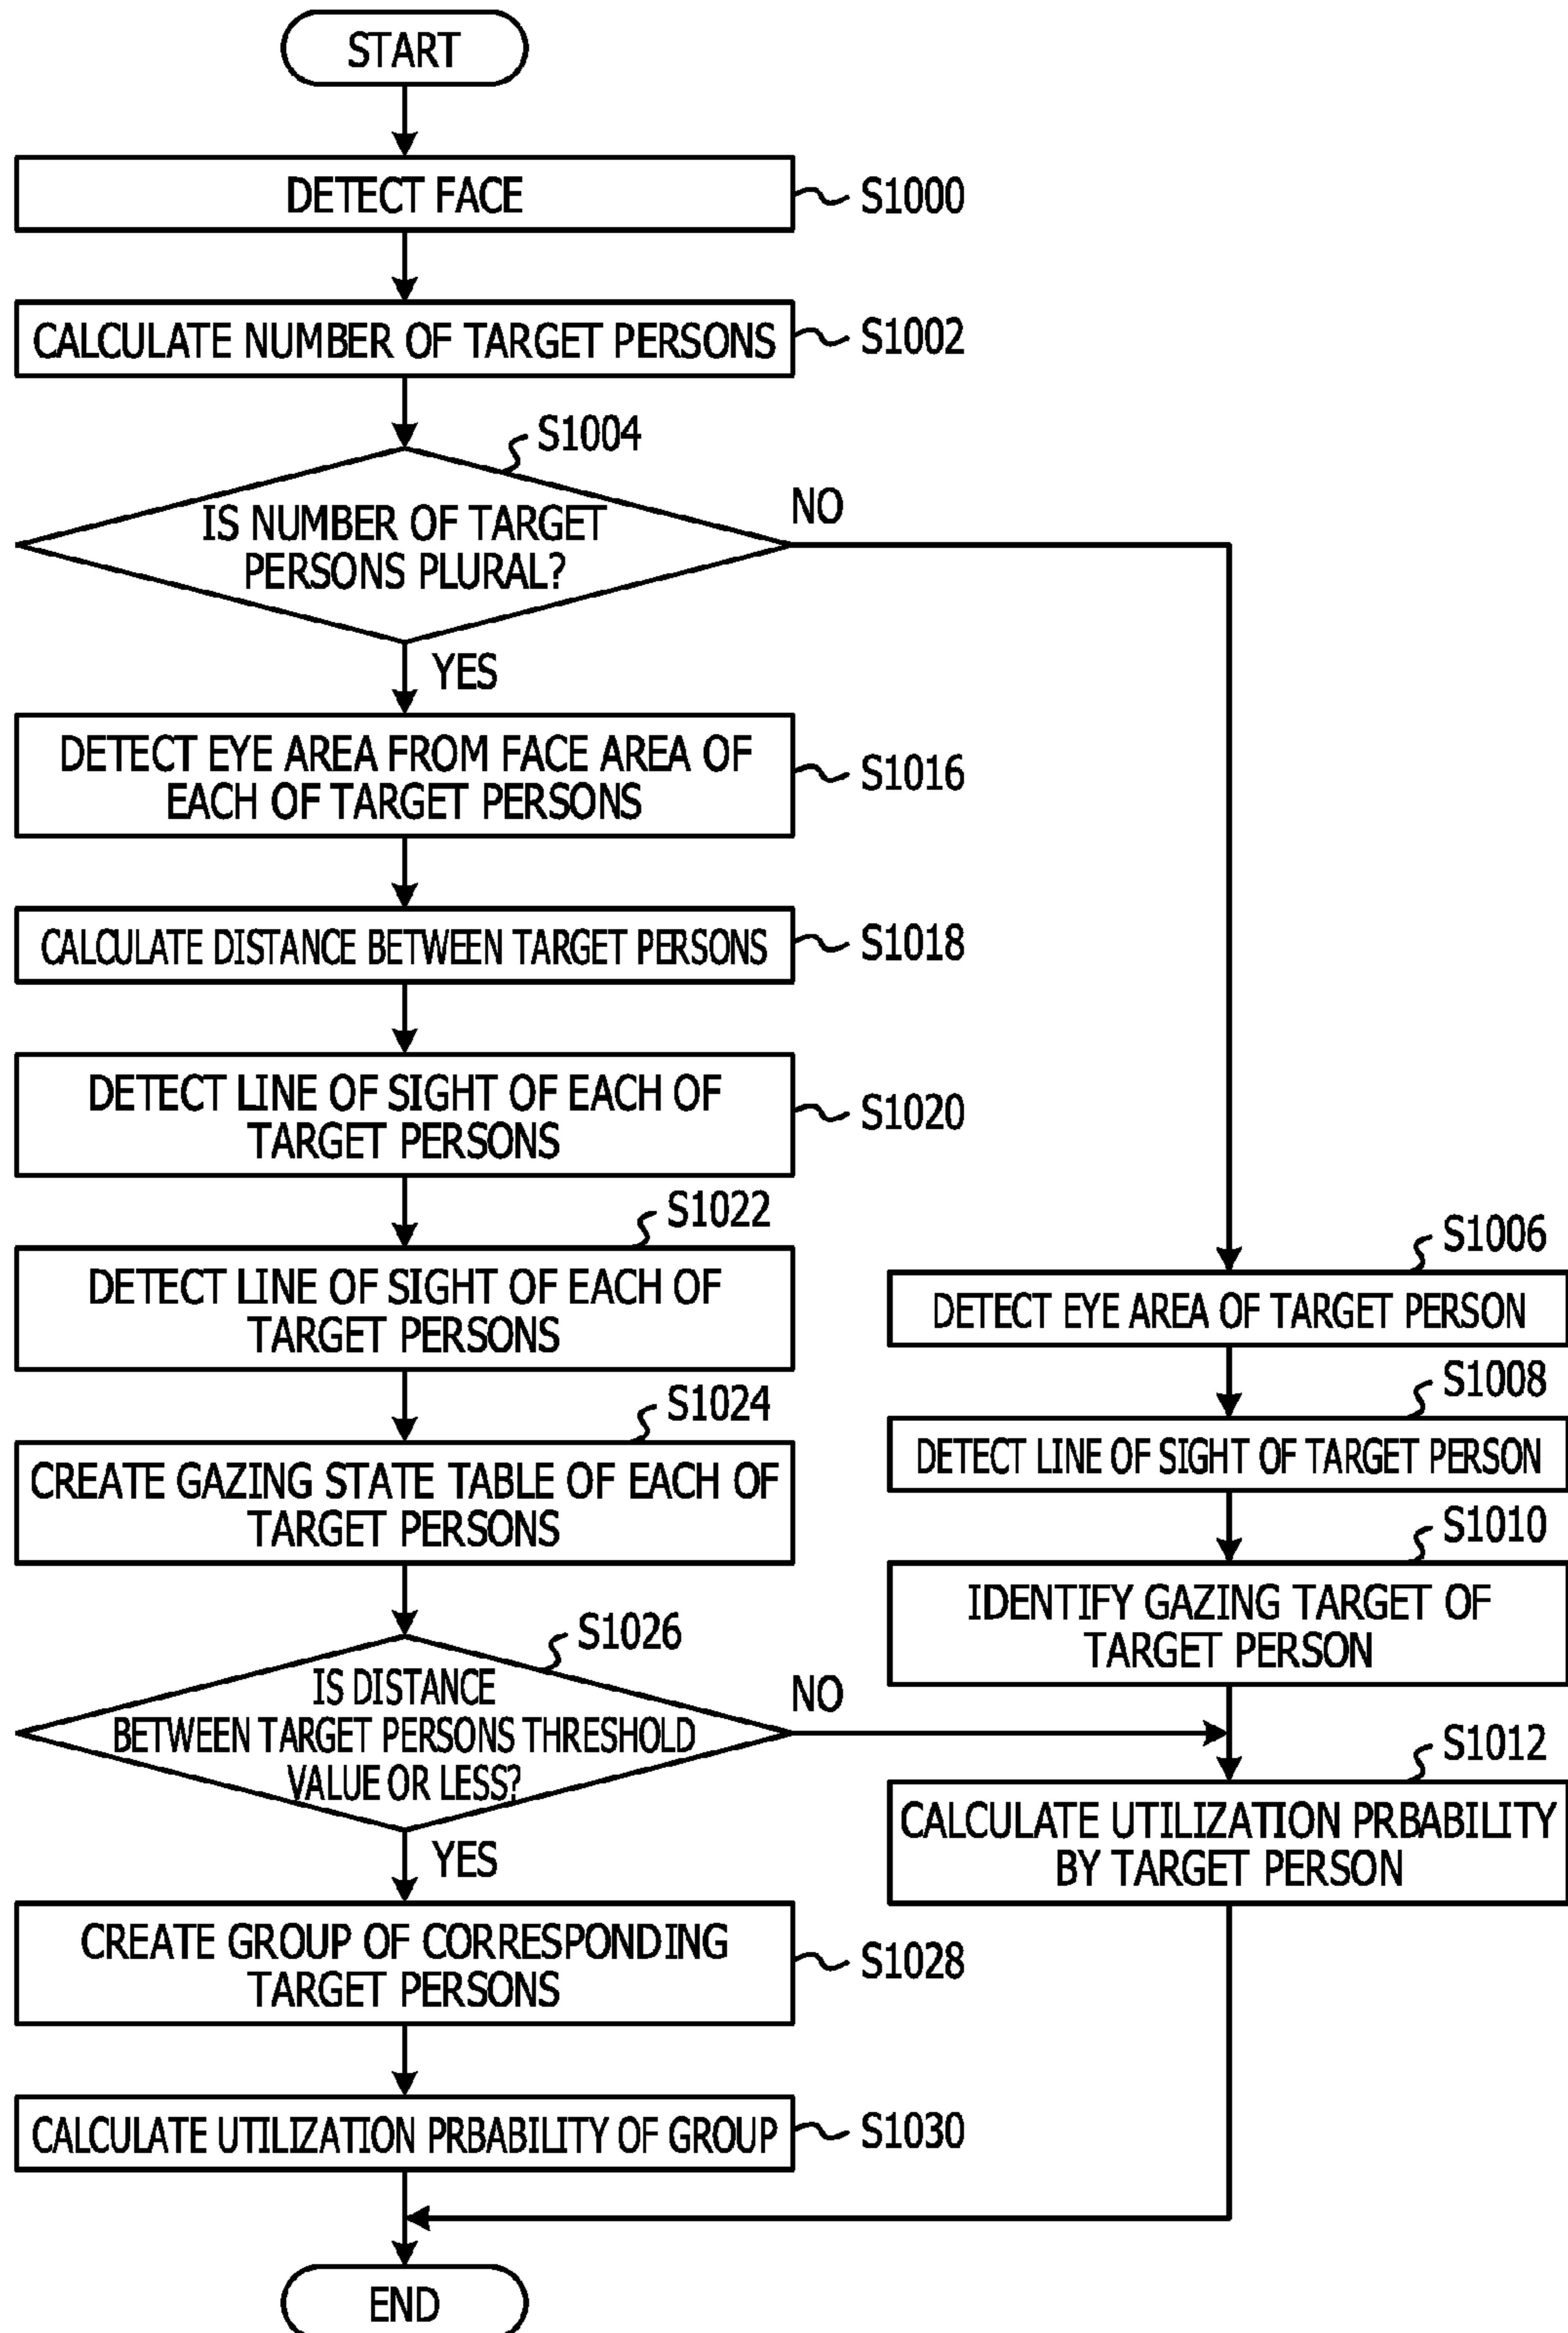 START
DETECT FACE
S1000
CALCULATE NUMBER OF TARGET PERSONS
S1002
S1004
IS NUMBER OF TARGET
PERSONS PLURAL?
NO
YES
DETECT EYE AREA FROM FACE AREA OF
EACH OF TARGET PERSONS
S1016
CALCULATE DISTANCE BETWEEN TARGET PERSONS
S1018
DETECT LINE OF SIGHT OF EACH OF
TARGET PERSONS
S1020
S1022
DETECT LINE OF SIGHT OF EACH OF
TARGET PERSONS
S1024
CREATE GAZING STATE TABLE OF EACH OF
TARGET PERSONS
S1026
IS DISTANCE
BETWEEN TARGET PERSONS THRESHOLD
VALUE OR LESS?
NO
YES
CREATE GROUP OF CORRESPONDING
TARGET PERSONS
S1028
CALCULATE UTILIZATION PRBABILITY OF GROUP
S1030
S1006
DETECT EYE AREA OF TARGET PERSON
S1008
DETECT LINE OF SIGHT OF TARGET PERSON
S1010
IDENTIFY GAZING TARGET OF
TARGET PERSON
S1012
CALCULATE UTILIZATION PRBABILITY
BY TARGET PERSON
END